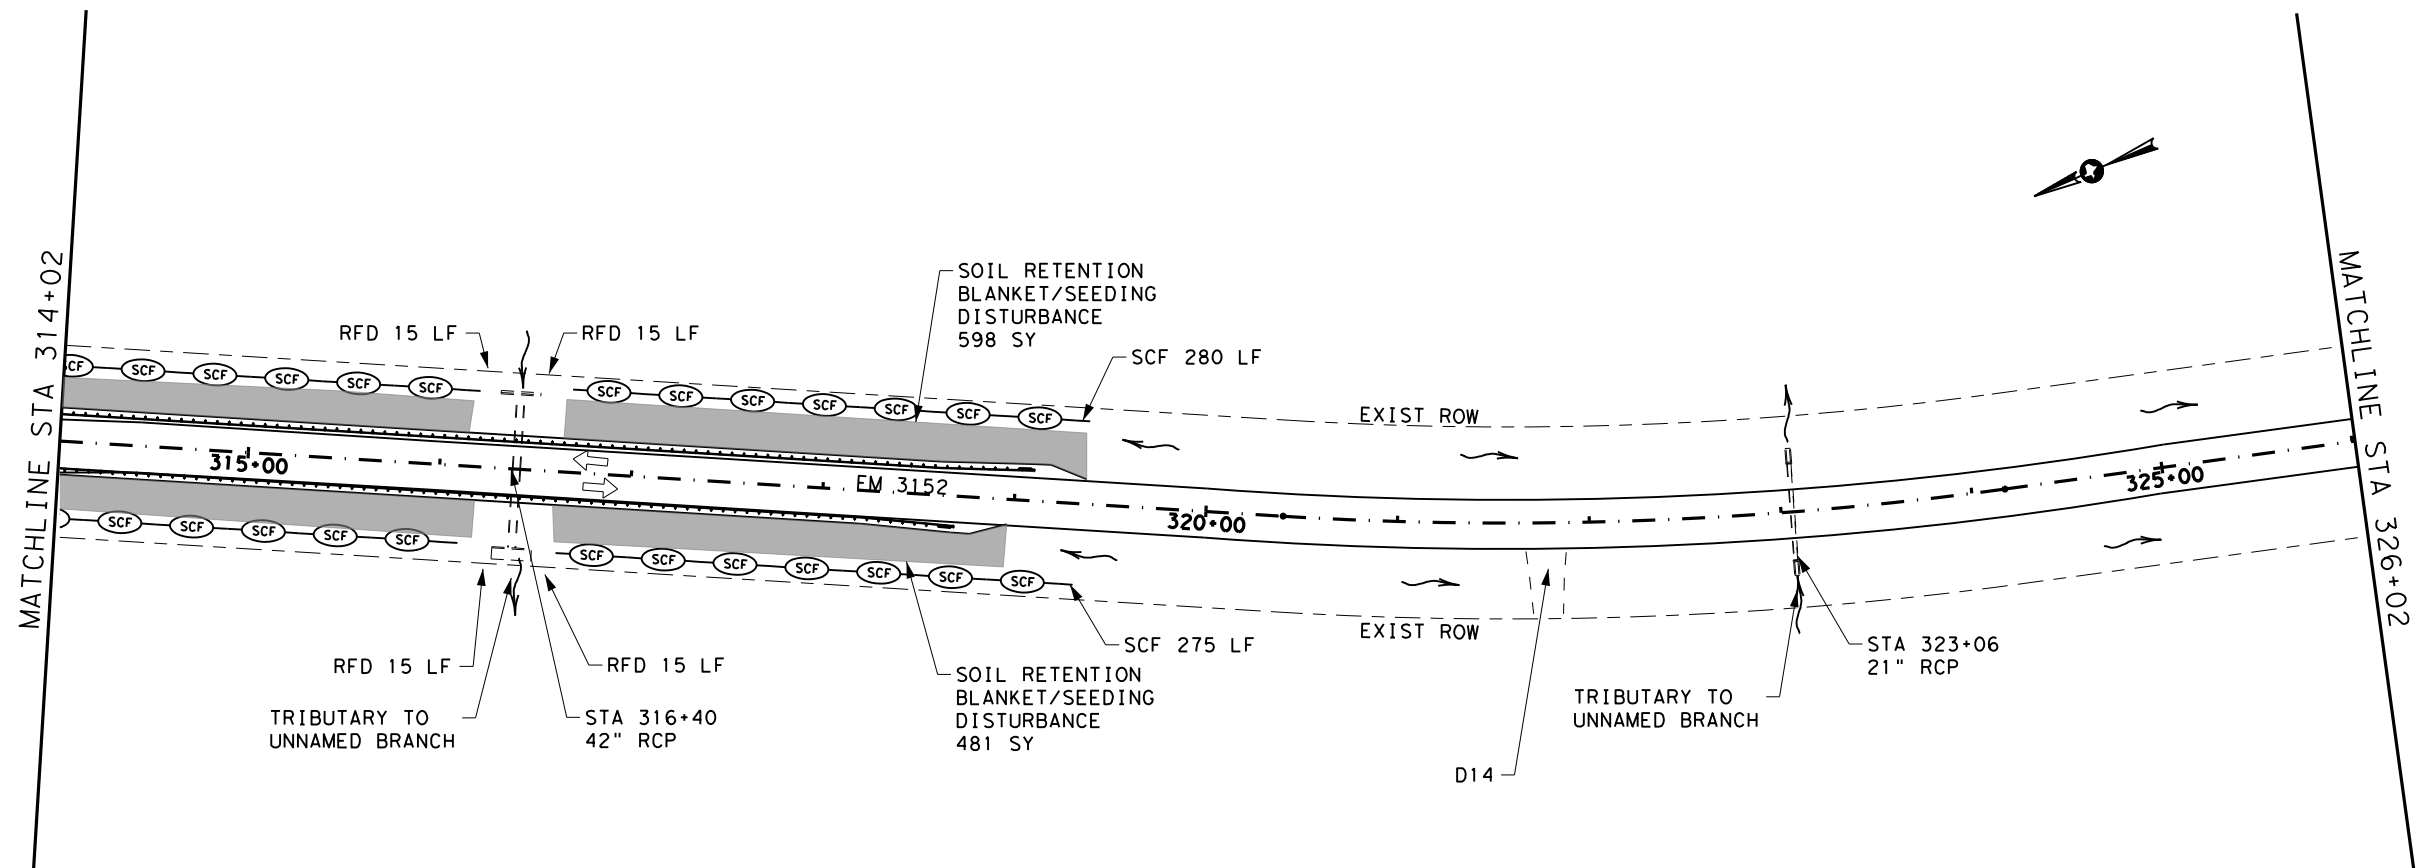 MATCHLINE STA 314+02
SOIL RETENTION
BLANKET/SEEDING
DISTURBANCE
598 SY
RFD 15 LF
RFD 15 LF
SCF 280 LF
SCF
SCF
SCF
SCF
SCF
SCF
SCF
SCF
SCF
SCF
SCF
SCF
SCF
EXIST ROW
315+00
FM 3152
320+00
325+00
MATCHLINE STA 326+02
SCF
SCF
SCF
SCF
SCF
SCF
SCF
SCF
SCF
SCF
SCF
SCF
EXIST ROW
RFD 15 LF
RFD 15 LF
SCF 275 LF
SOIL RETENTION
BLANKET/SEEDING
DISTURBANCE
481 SY
TRIBUTARY TO
UNNAMED BRANCH
STA 316+40
42" RCP
STA 323+06
21" RCP
TRIBUTARY TO
UNNAMED BRANCH
D14